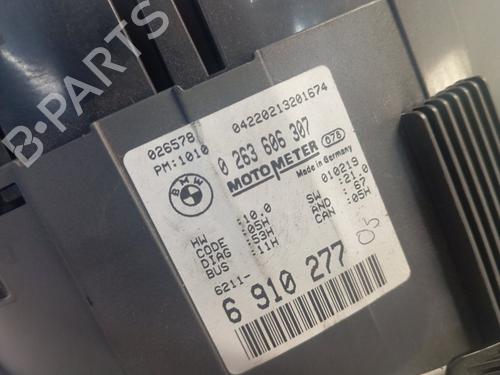 B-PARTS
026578
04220213201674
PM:1010
0 263 606 307
BMW
MOTOMETER
078
Made in Germany
010219
HW :10.0
CODE :05H
DIAG :53H
BUS :11H
SW :21.0
AND : 67
CAN :05H
6211-
6 910 277
05